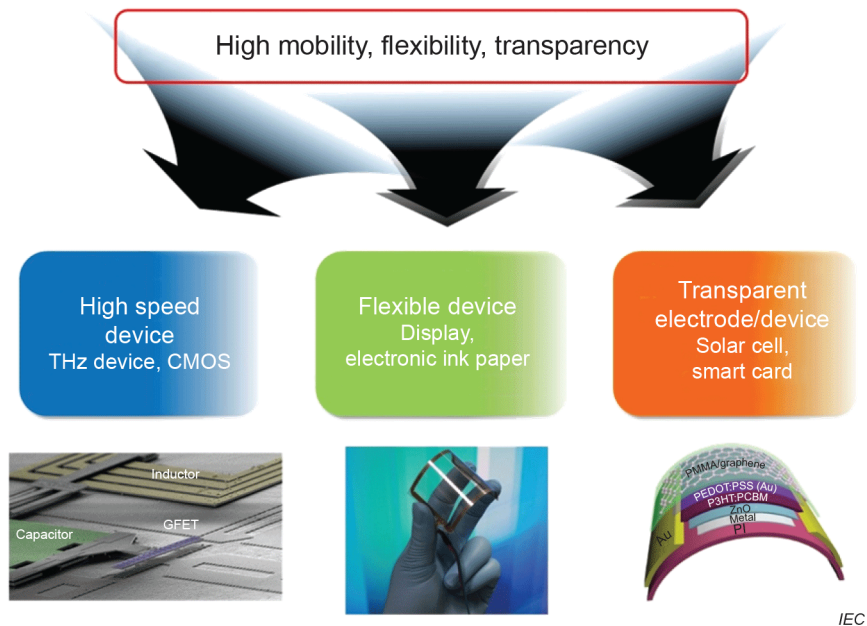 High mobility, flexibility, transparency
High speed
device
THz device, CMOS
Flexible device
Display,
electronic ink paper
Transparent
electrode/device
Solar cell,
smart card
Inductor
GFET
Capacitor
PMMA/graphene
PEDOT:PSS (Au)
P3HT:PCBM
ZnO
Metal
Au
PI
IEC